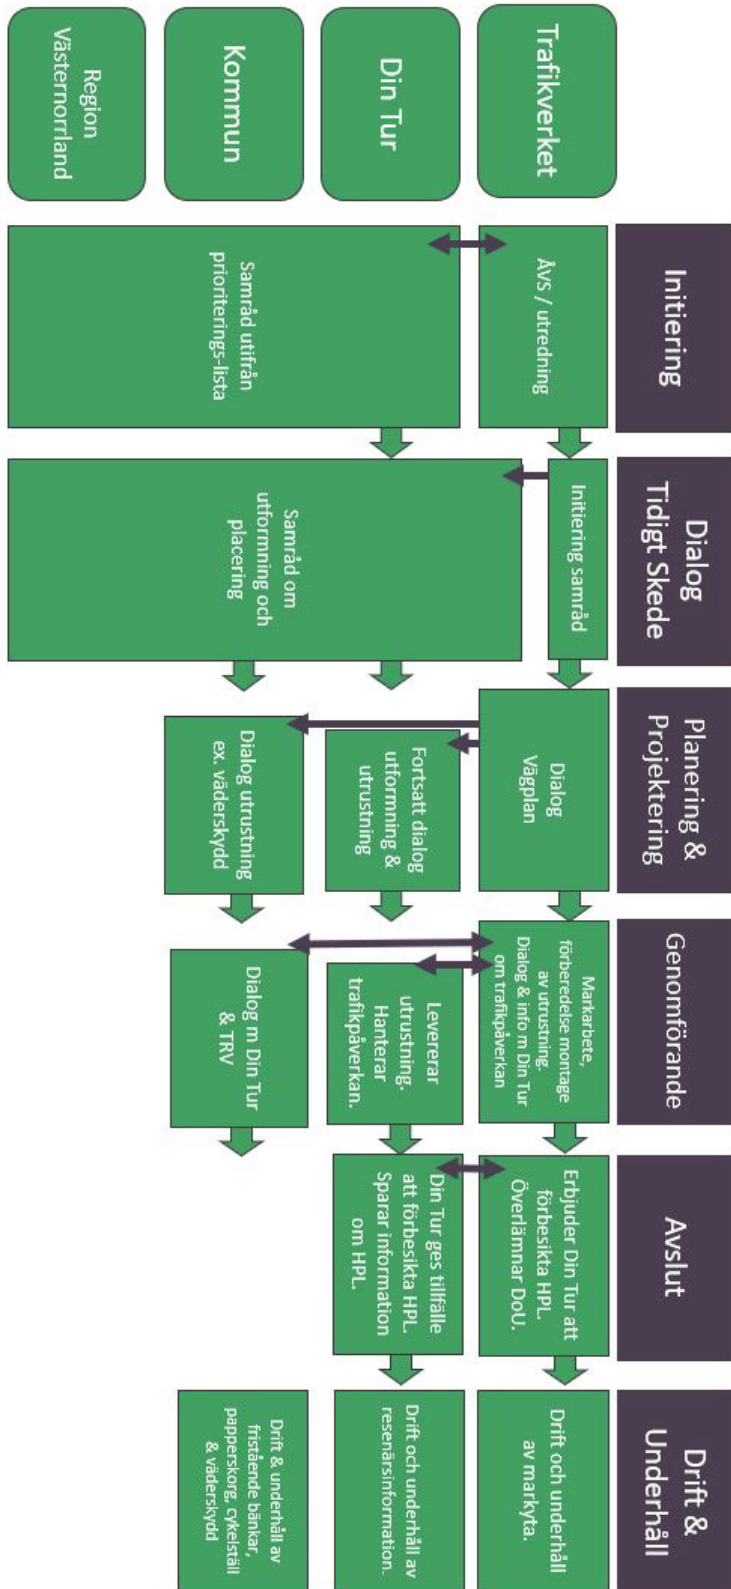 Initiering
Dialog
Tidigt Skede
Planering &
Projektering
Genomförande
Avslut
Drift &
Underhåll
Trafikverket
ÅVS / utredning
Initiering samråd
Dialog
Vägplan
Markarbete,
förberedelse montage
av utrustning.
Dialog & info m Din Tur
om trafikpåverkan
Erbjuder Din Tur att
förbesikta HPL.
Överlämnar DoU.
Drift och underhåll
av markyta.
Din Tur
Samråd utifrån
prioriterings-lista
Samråd om
utformning och
placering
Fortsatt dialog
utformning &
utrustning
Levererar
utrustning.
Hanterar
trafikpåverkan.
Din Tur ges tillfälle
att förbesikta HPL.
Sparar information
om HPL.
Drift och underhåll av
resenärsinformation.
Kommun
Dialog utrustning
ex. väderskydd
Dialog m Din Tur
& TRV
Drift & underhåll av
fristående bänkar,
papperskorg, cykelställ
& väderskydd
Region
Västernorrland